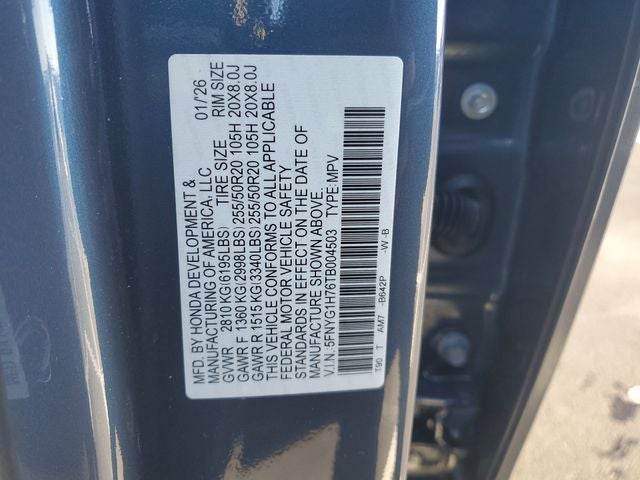 MFD. BY HONDA DEVELOPMENT & 01/26
MANUFACTURING OF AMERICA, LLC
TIRE SIZE RIM SIZE
GVWR 2810 KG(6195LBS)
GAWR F 1360 KG(2998LBS) 255/50R20 105H 20X8.0J
GAWR R 1515 KG(3340LBS) 255/50R20 105H 20X8.0J
THIS VEHICLE CONFORMS TO ALL APPLICABLE
FEDERAL MOTOR VEHICLE SAFETY
STANDARDS IN EFFECT ON THE DATE OF
MANUFACTURE SHOWN ABOVE.
V.I.N.:5FNYG1H76TB004503 TYPE:MPV
T90 T AM7 -B642P -W -B